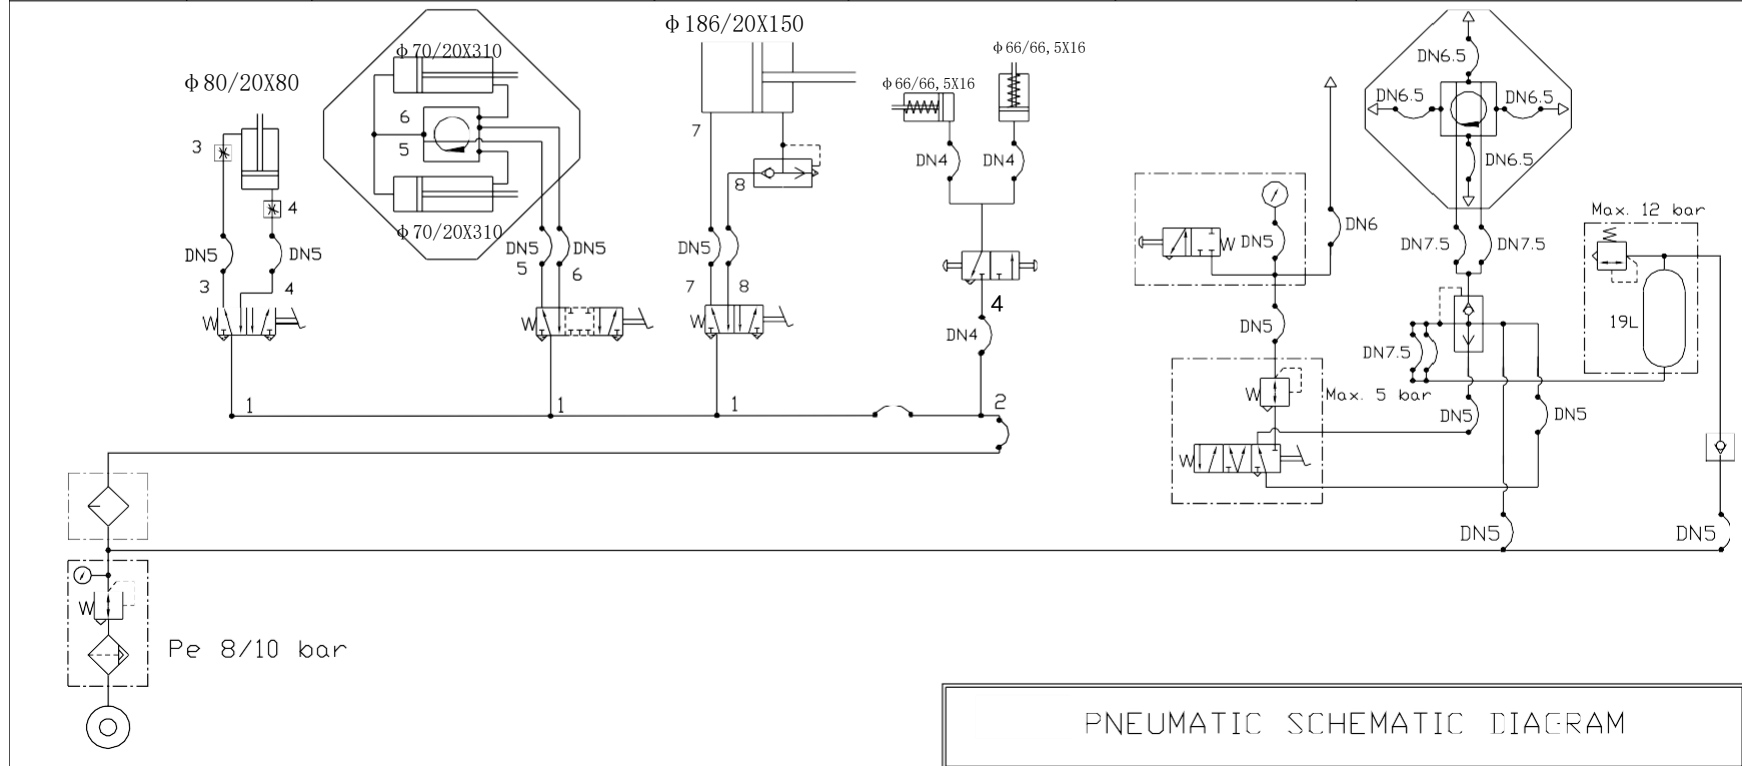 φ186/20X150
φ66/66,5X16
φ70/20X310
φ80/20X80
φ66/66,5X16
DN6.5
DN6.5
DN6.5
6
7
3
5
DN4
DN4
DN6.5
8
4
Max. 12 bar
φ70/20X310
DN6
DN5
DN5
DN5
DN5
DN5
W
DN5
DN7.5
DN7.5
5
6
3
4
7
8
4
W
W
W
19L
DN5
DN4
DN7.5
W
Max. 5 bar
1
1
1
2
DN5
DN5
W
DN5
DN5
W
Pe 8/10 bar
PNEUMATIC SCHEMATIC DIAGRAM